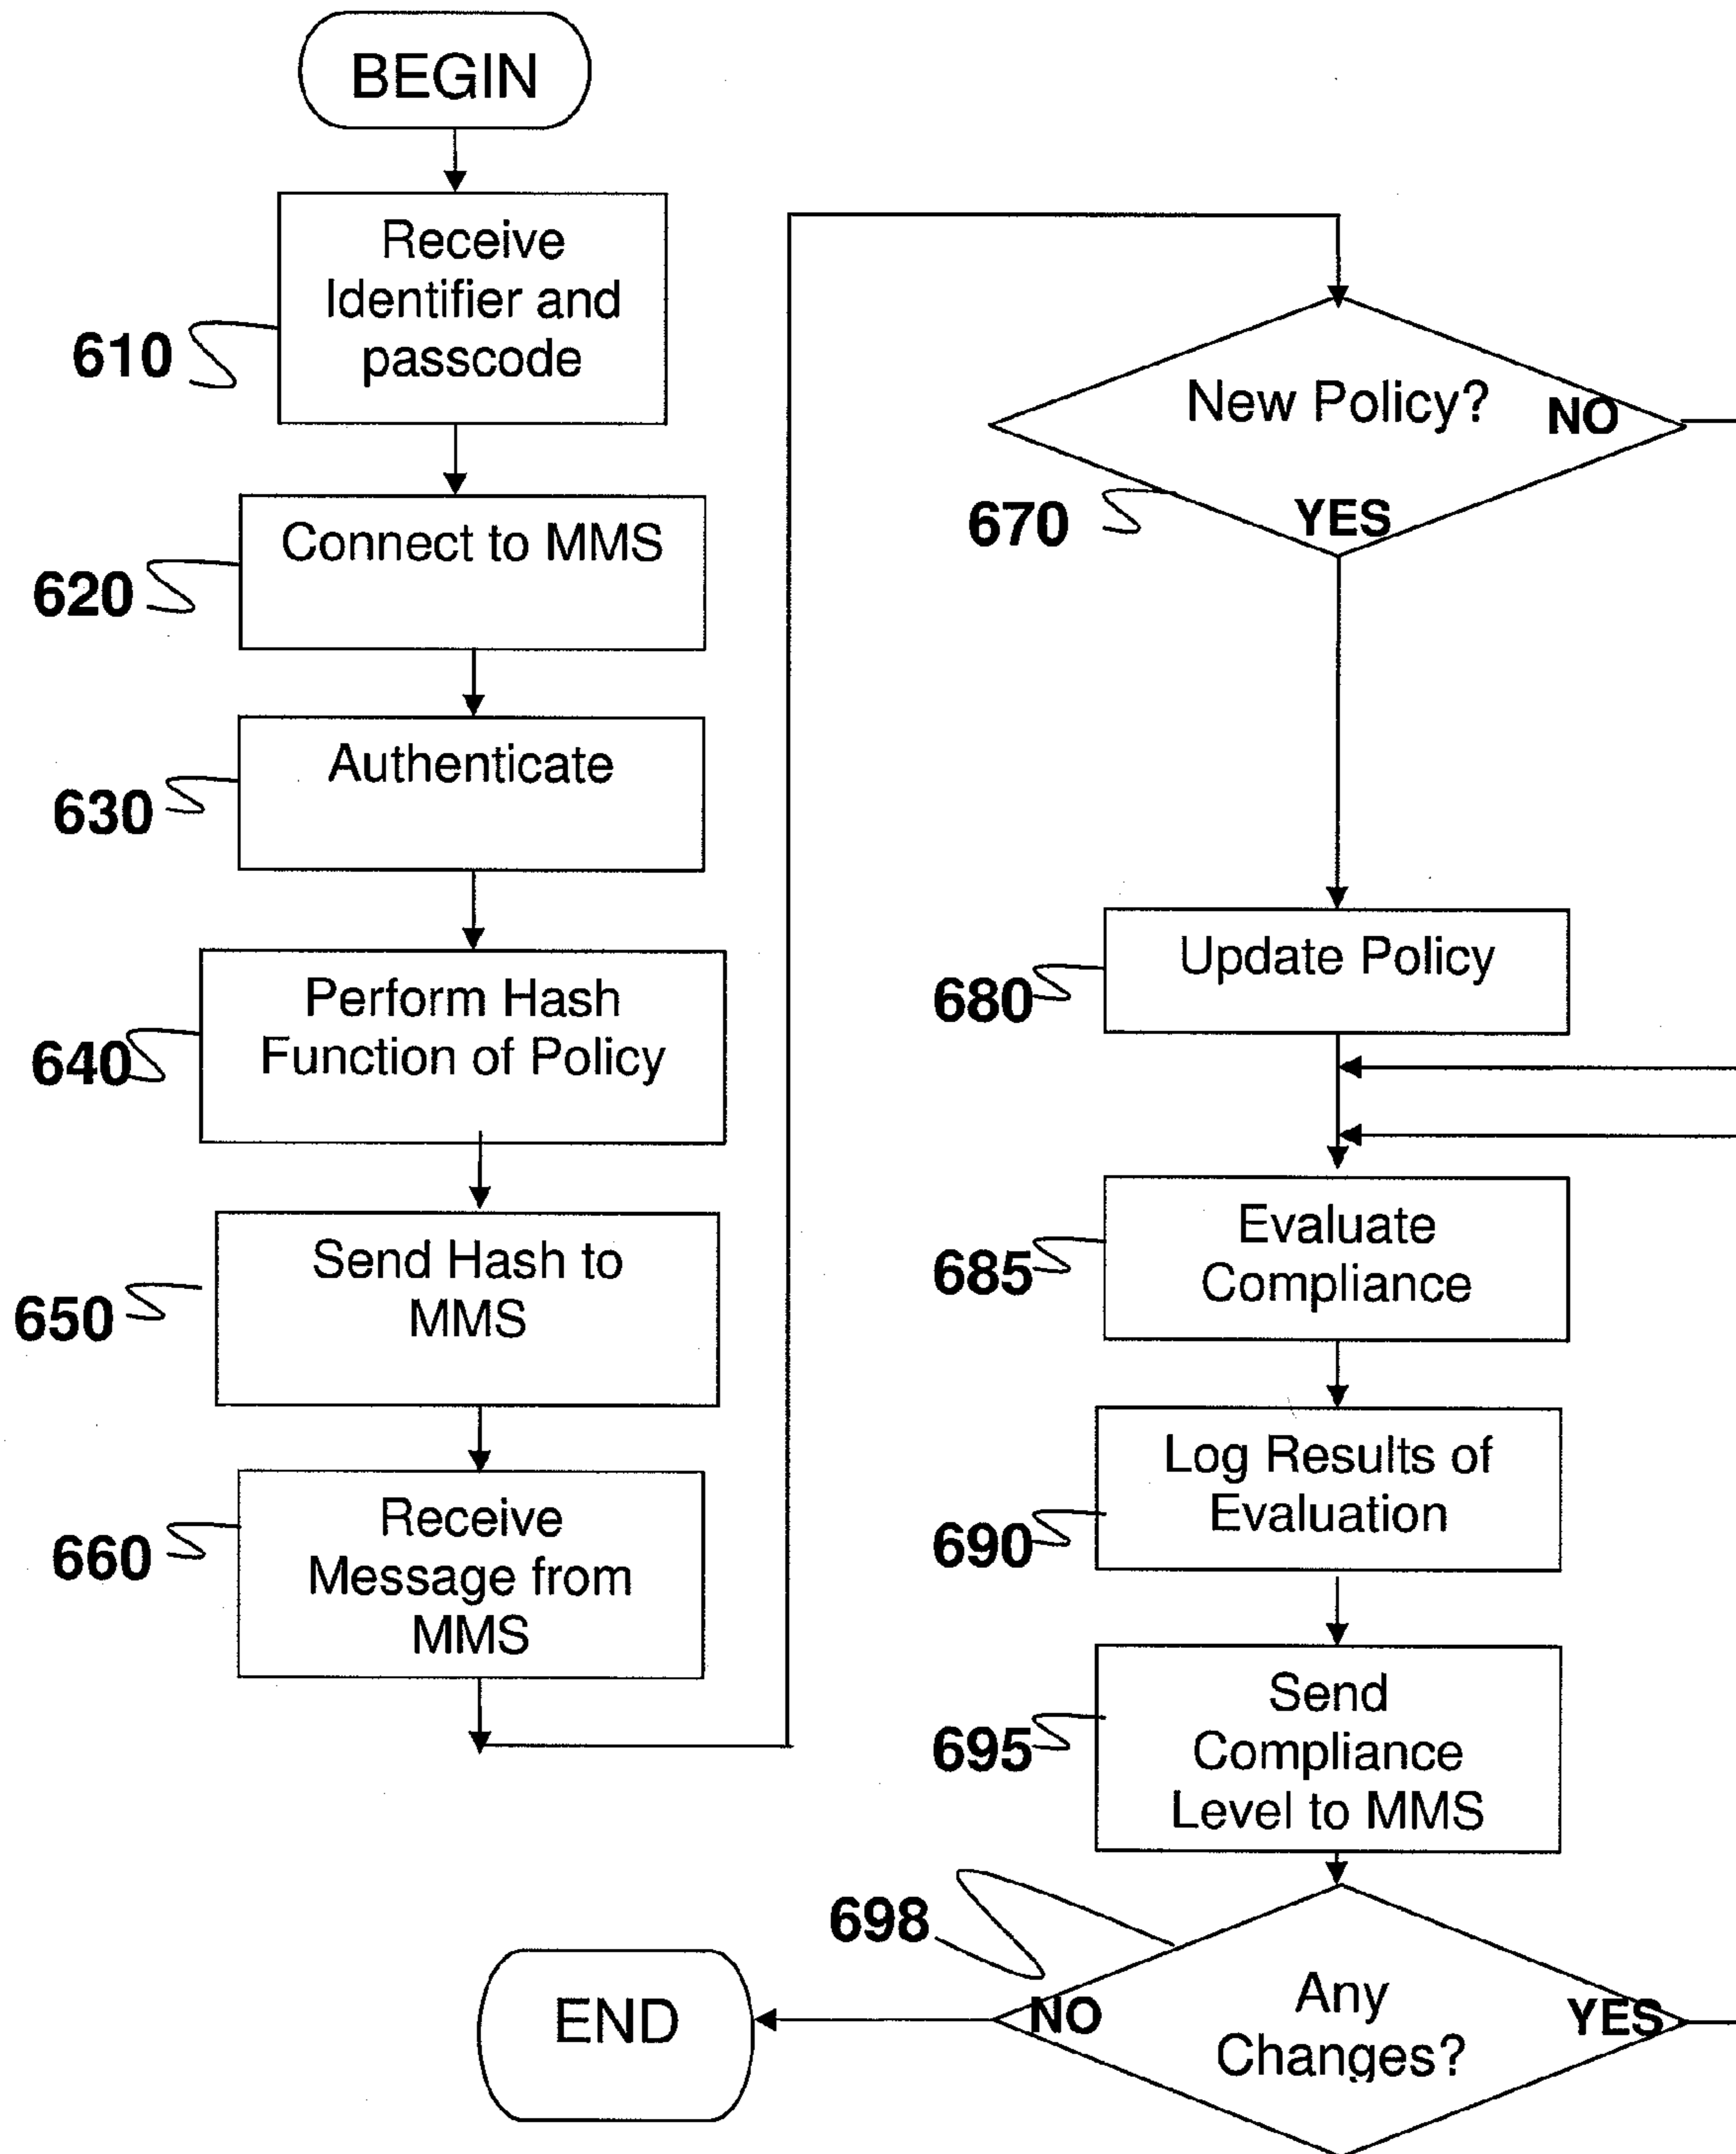 BEGIN
Receive
Identifier and
passcode
610
Connect to MMS
620
Authenticate
630
Perform Hash
Function of Policy
640
Send Hash to
MMS
650
Receive
Message from
MMS
660
New Policy?
NO
YES
670
Update Policy
680
Evaluate
Compliance
685
Log Results of
Evaluation
690
Send
Compliance
Level to MMS
695
698
Any
Changes?
NO
YES
END